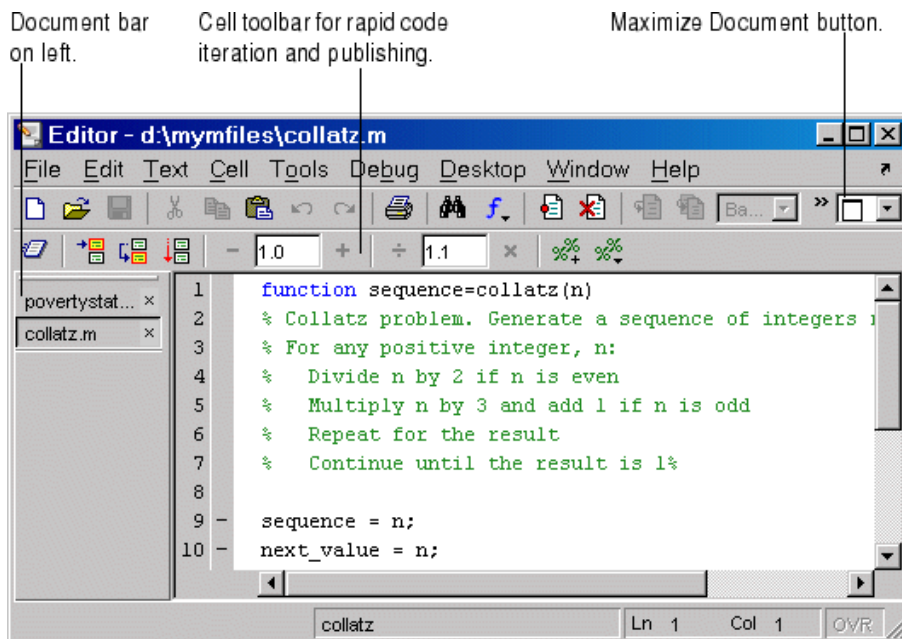 Document bar
on left.
Cell toolbar for rapid code
iteration and publishing.
Maximize Document button.
Editor - d:\mymfiles\collatz.m
File Edit Text Cell Tools Debug Desktop Window Help
Ba...
1.0
1.1
povertystat...
collatz.m
1 function sequence=collatz(n)
2 % Collatz problem. Generate a sequence of integers
3 % For any positive integer, n:
4 % Divide n by 2 if n is even
5 % Multiply n by 3 and add 1 if n is odd
6 % Repeat for the result
7 % Continue until the result is 1%
8
9 - sequence = n;
10 - next_value = n;
collatz Ln 1 Col 1 OVR